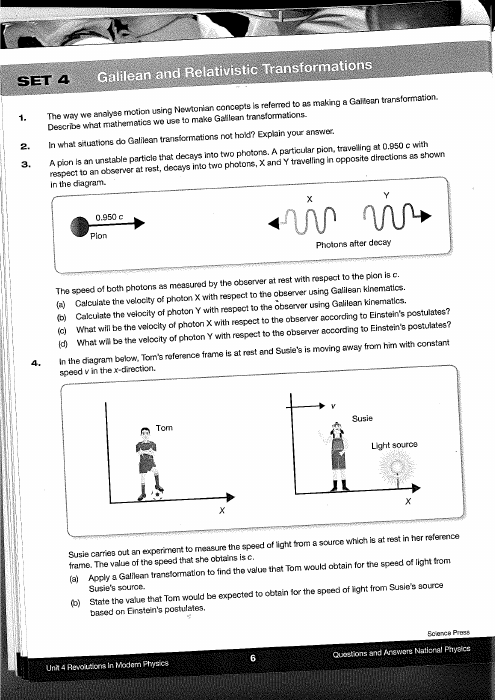 SET 4 Galilean and Relativistic Transformations
1. The way we analyse motion using Newtonian concepts is referred to as making a Galilean transformation.
Describe what mathematics we use to make Galilean transformations.
2. In what situations do Galilean transformations not hold? Explain your answer.
3. A pion is an unstable particle that decays into two photons. A particular pion, travelling at 0.950 c with
respect to an observer at rest, decays into two photons, X and Y travelling in opposite directions as shown
in the diagram.
0.950 c
Pion
X
Y
Photons after decay
The speed of both photons as measured by the observer at rest with respect to the pion is c.
(a) Calculate the velocity of photon X with respect to the observer using Galilean kinematics.
(b) Calculate the velocity of photon Y with respect to the observer using Galilean kinematics.
(c) What will be the velocity of photon X with respect to the observer according to Einstein's postulates?
(d) What will be the velocity of photon Y with respect to the observer according to Einstein's postulates?
4. In the diagram below, Tom's reference frame is at rest and Susie's is moving away from him with constant
speed v in the x-direction.
Tom
X
v
Susie
Light source
X
Susie carries out an experiment to measure the speed of light from a source which is at rest in her reference
frame. The value of the speed that she obtains is c.
(a) Apply a Galilean transformation to find the value that Tom would obtain for the speed of light from
Susie's source.
(b) State the value that Tom would be expected to obtain for the speed of light from Susie's source
based on Einstein's postulates.
Science Press
Unit 4 Revolutions in Modern Physics
6
Questions and Answers National Physics